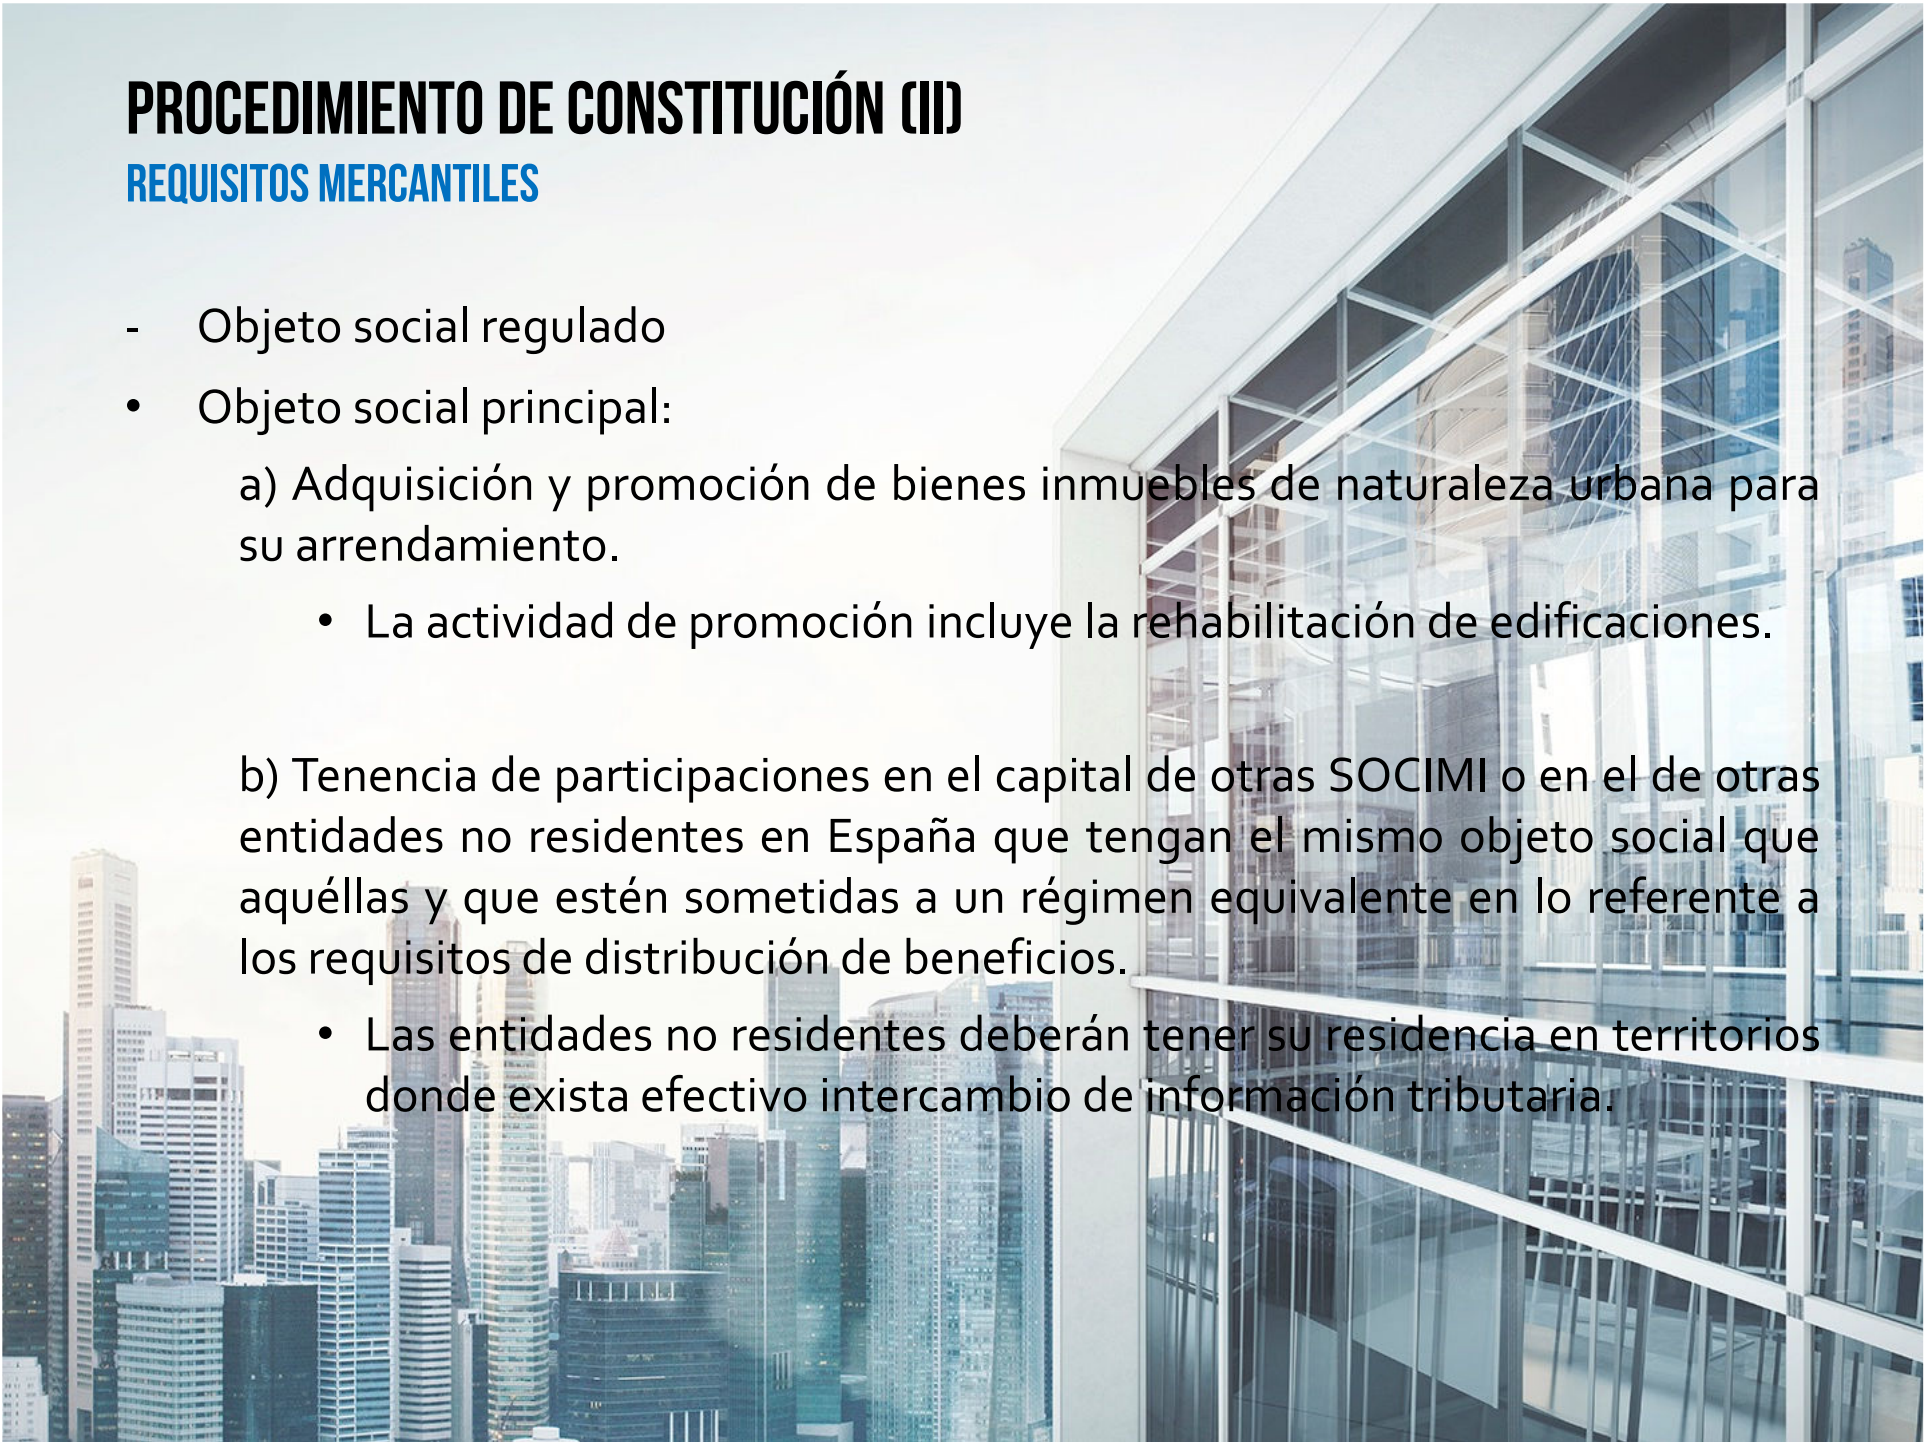 PROCEDIMIENTO DE CONSTITUCIÓN (II)
REQUISITOS MERCANTILES
- Objeto social regulado
• Objeto social principal:
a) Adquisición y promoción de bienes inmuebles de naturaleza urbana para
su arrendamiento.
• La actividad de promoción incluye la rehabilitación de edificaciones.
b) Tenencia de participaciones en el capital de otras SOCIMI o en el de otras
entidades no residentes en España que tengan el mismo objeto social que
aquéllas y que estén sometidas a un régimen equivalente en lo referente a
los requisitos de distribución de beneficios.
• Las entidades no residentes deberán tener su residencia en territorios
donde exista efectivo intercambio de información tributaria.